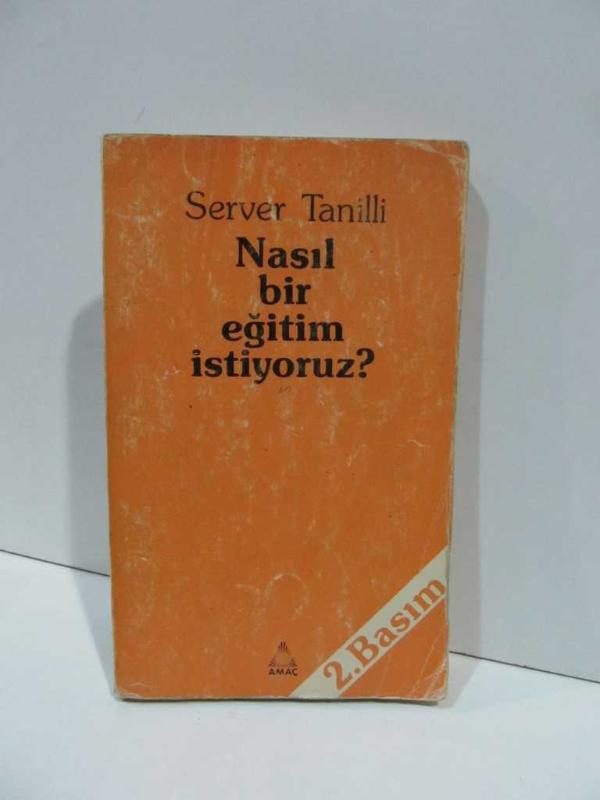 Server Tanilli
Nasıl
bir
eğitim
istiyoruz?
2.Basım
AMAÇ